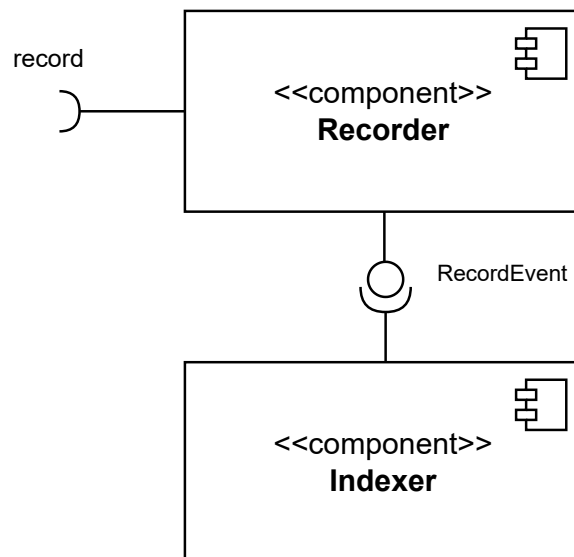 record
<<component>>
Recorder
RecordEvent
<<component>>
Indexer